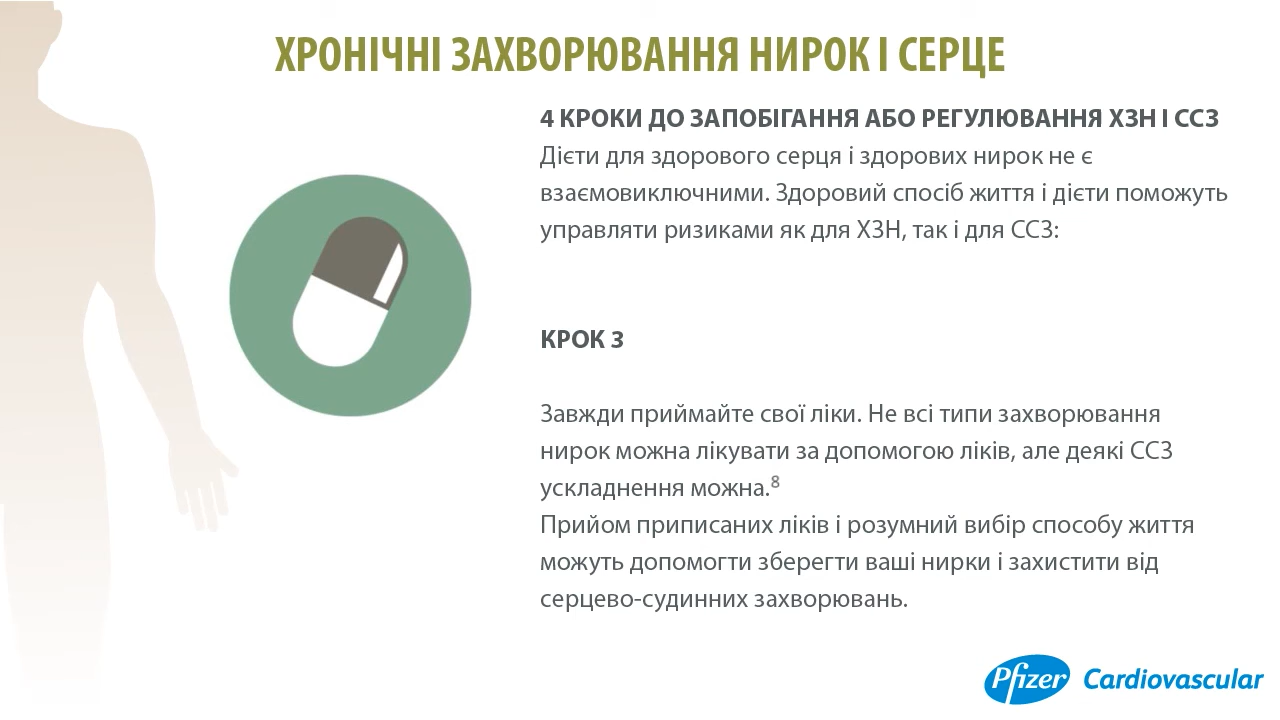 ХРОНІЧНІ ЗАХВОРЮВАННЯ НИРОК І СЕРЦЕ
4 КРОКИ ДО ЗАПОБІГАННЯ АБО РЕГУЛЮВАННЯ ХЗН І ССЗ
Дієти для здорового серця і здорових нирок не є
взаємовиключними. Здоровий спосіб життя і дієти поможуть
управляти ризиками як для ХЗН, так і для ССЗ:
КРОК 3
Завжди приймайте свої ліки. Не всі типи захворювання
нирок можна лікувати за допомогою ліків, але деякі ССЗ
ускладнення можна.⁸
Прийом приписаних ліків і розумний вибір способу життя
можуть допомогти зберегти ваші нирки і захистити від
серцево-судинних захворювань.
Pfizer Cardiovascular